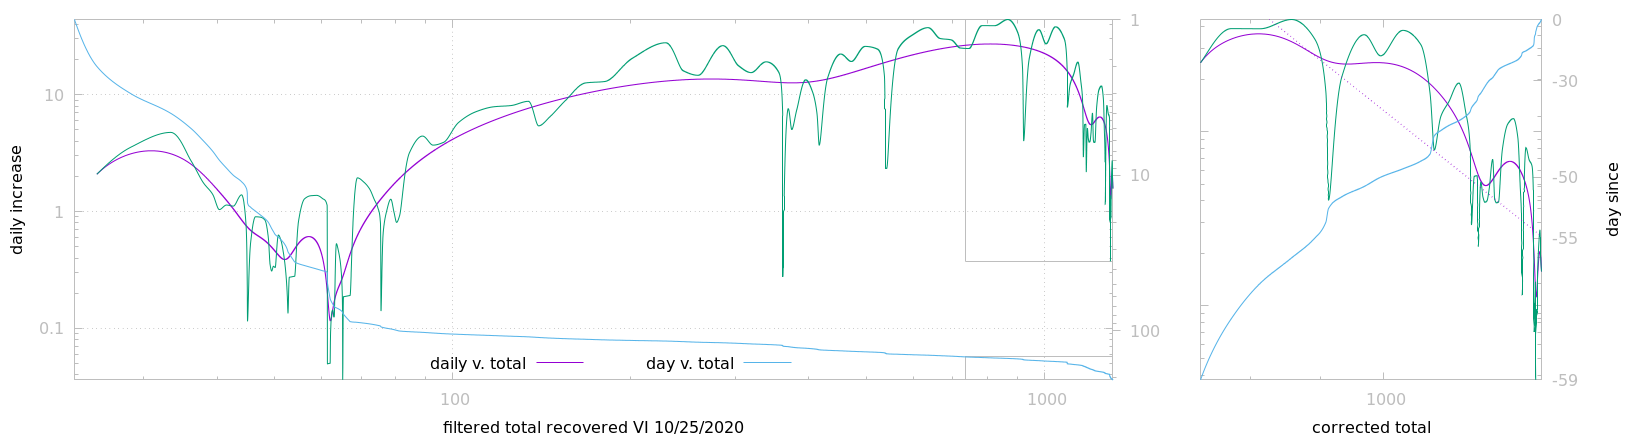 daily increase
10
1
0.1
daily v. total
day v. total
100
1000
filtered total recovered VI 10/25/2020
1
10
100
1000
corrected total
0
-30
-50
-55
-59
day since